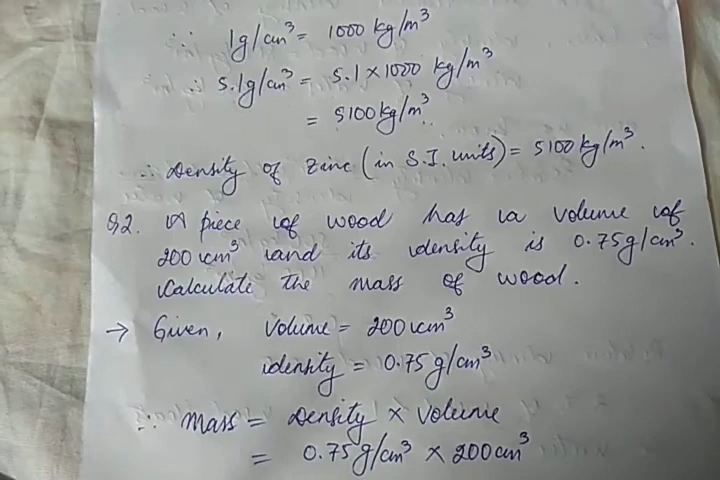 ∵ 1g/cm³ = 1000 kg/m³
∴ 5.1g/cm³ = 5.1 × 1000 kg/m³
= 5100 kg/m³
∴ Density of Zinc (in S.I. units) = 5100 kg/m³.
Q2. A piece of wood has a volume of
200 cm³ and its density is 0.75g/cm³.
Calculate the mass of wood.
→ Given, Volume = 200 cm³
density = 0.75 g/cm³
∴ Mass = Density × Volume
= 0.75 g/cm³ × 200 cm³